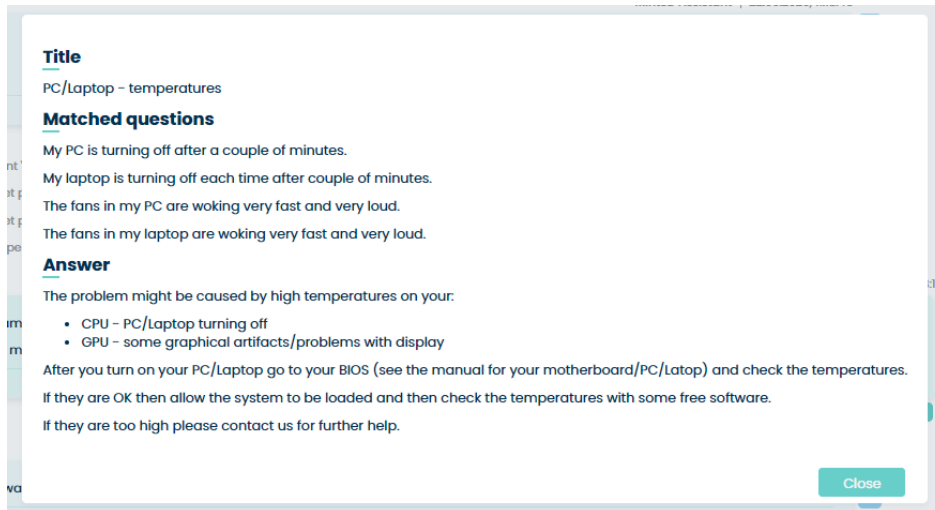 Title
PC/Laptop - temperatures
Matched questions
My PC is turning off after a couple of minutes.
My laptop is turning off each time after couple of minutes.
The fans in my PC are woking very fast and very loud.
The fans in my laptop are woking very fast and very loud.
Answer
The problem might be caused by high temperatures on your:
• CPU - PC/Laptop turning off
• GPU - some graphical artifacts/problems with display
After you turn on your PC/Laptop go to your BIOS (see the manual for your motherboard/PC/Latop) and check the temperatures.
If they are OK then allow the system to be loaded and then check the temperatures with some free software.
If they are too high please contact us for further help.
Close